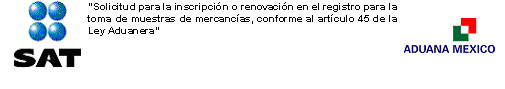 "Solicitud para la inscripción o renovación en el registro para la
toma de muestras de mercancías, conforme al artículo 45 de la
Ley Aduanera"
SAT
ADUANA MEXICO